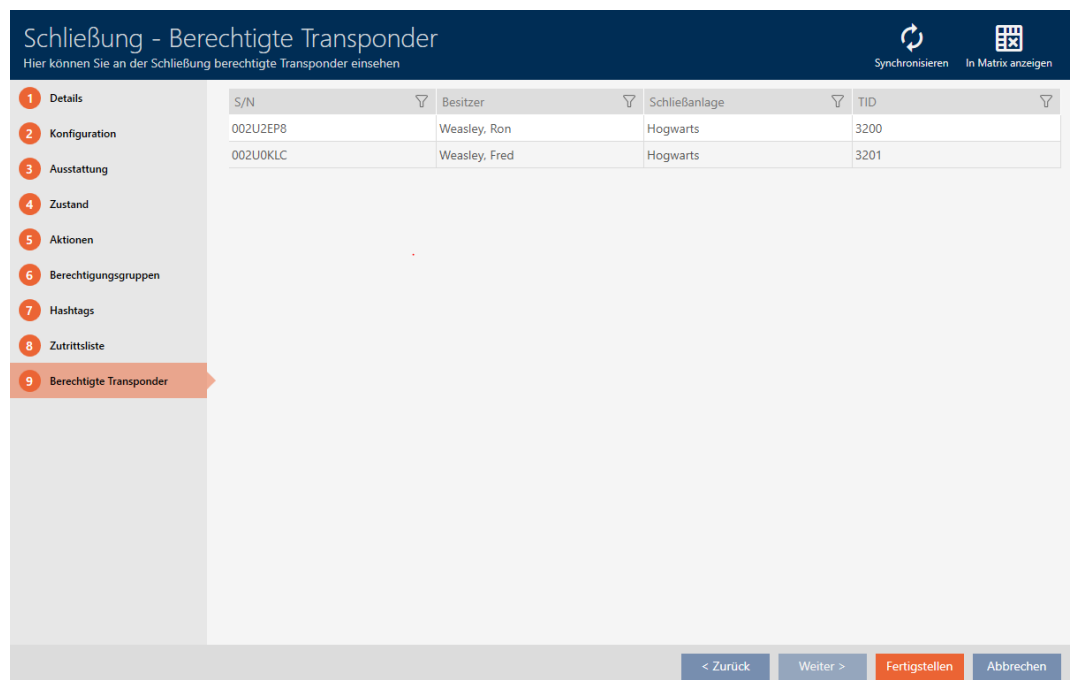 Schließung - Berechtigte Transponder
Hier können Sie an der Schließung berechtigte Transponder einsehen
Synchronisieren
In Matrix anzeigen
1 Details
2 Konfiguration
3 Ausstattung
4 Zustand
5 Aktionen
6 Berechtigungsgruppen
7 Hashtags
8 Zutrittsliste
9 Berechtigte Transponder
S/N Besitzer Schließanlage TID
002U2EP8 Weasley, Ron Hogwarts 3200
002U0KLC Weasley, Fred Hogwarts 3201
< Zurück Weiter > Fertigstellen Abbrechen